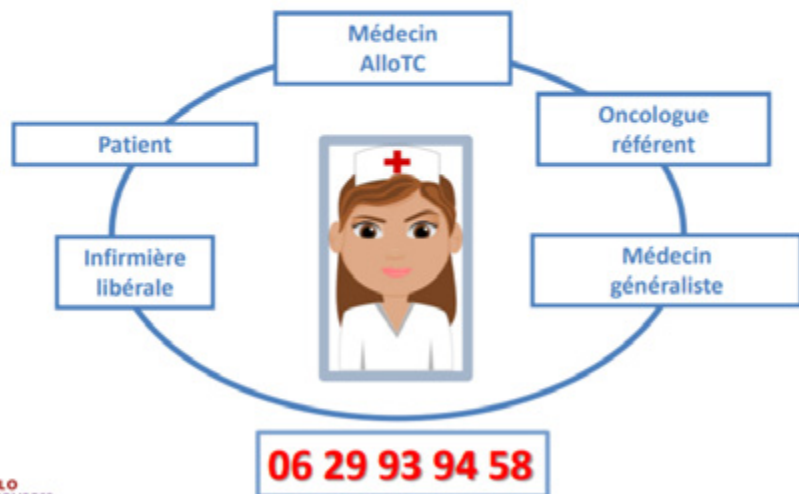 Médecin
AlloTC
Oncologue
référent
Patient
Infirmière
libérale
Médecin
généraliste
06 29 93 94 58